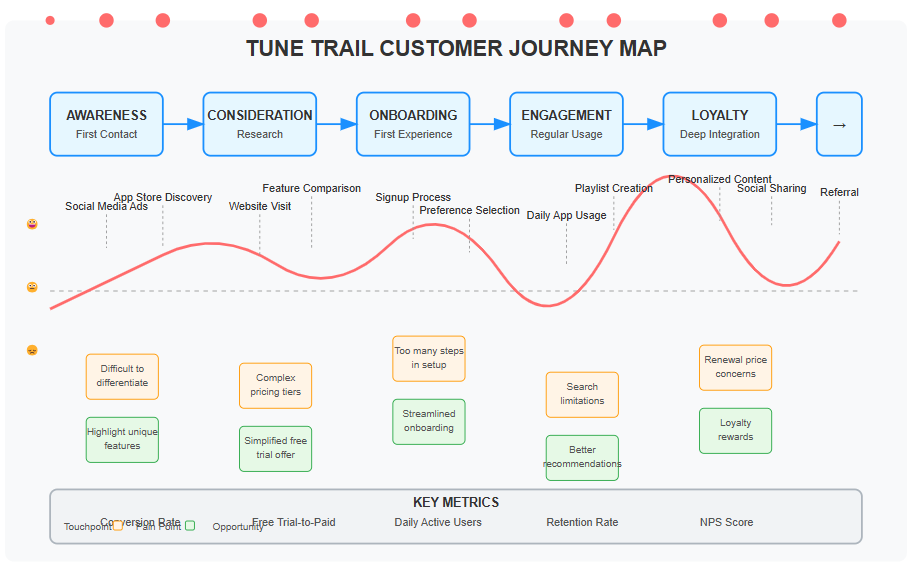 TUNE TRAIL CUSTOMER JOURNEY MAP
AWARENESS
First Contact
CONSIDERATION
Research
ONBOARDING
First Experience
ENGAGEMENT
Regular Usage
LOYALTY
Deep Integration
→
Social Media Ads
App Store Discovery
Website Visit
Feature Comparison
Signup Process
Preference Selection
Daily App Usage
Playlist Creation
Personalized Content
Social Sharing
Referral
Difficult to
differentiate
Highlight unique
features
Complex
pricing tiers
Simplified free
trial offer
Too many steps
in setup
Streamlined
onboarding
Search
limitations
Better
recommendations
Renewal price
concerns
Loyalty
rewards
KEY METRICS
Conversion Rate
Free Trial-to-Paid
Daily Active Users
Retention Rate
NPS Score
Touchpoint
Pain Point
Opportunity